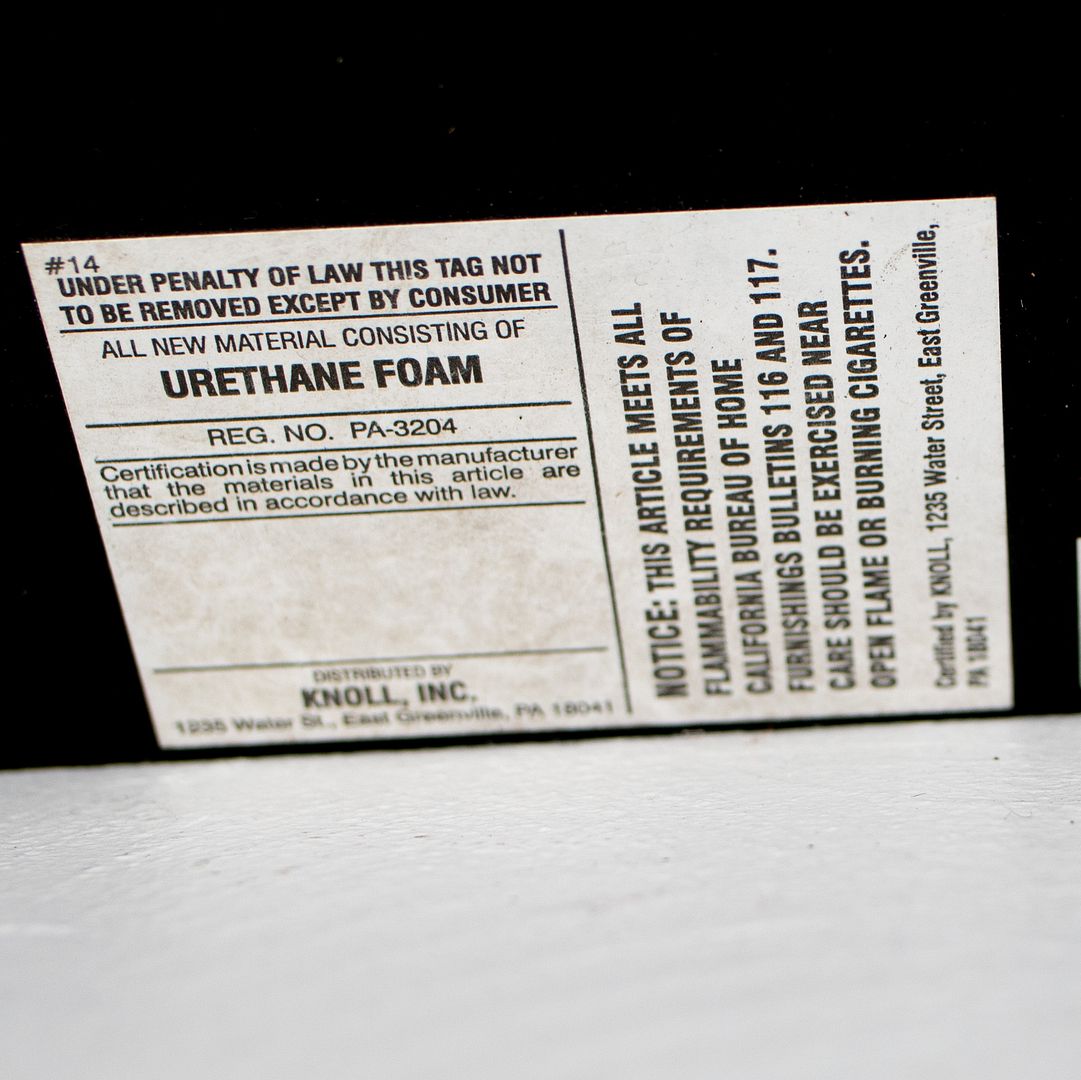 #14
UNDER PENALTY OF LAW THIS TAG NOT
TO BE REMOVED EXCEPT BY CONSUMER
ALL NEW MATERIAL CONSISTING OF
URETHANE FOAM
REG. NO. PA-3204
Certification is made by the manufacturer
that the materials in this article are
described in accordance with law.
DISTRIBUTED BY
KNOLL, INC.
1235 Water St., East Greenville, PA 18041
NOTICE: THIS ARTICLE MEETS ALL
FLAMMABILITY REQUIREMENTS OF
CALIFORNIA BUREAU OF HOME
FURNISHINGS BULLETINS 116 AND 117.
CARE SHOULD BE EXERCISED NEAR
OPEN FLAME OR BURNING CIGARETTES.
Certified by KNOLL, 1235 Water Street, East Greenville,
PA 18041